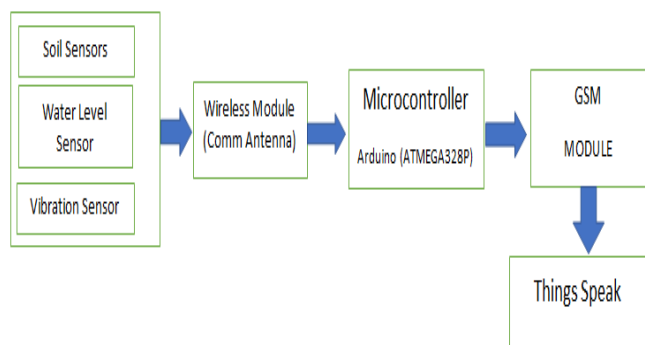 Soil Sensors
Water Level
Sensor
Vibration Sensor
Wireless Module
(Comm Antenna)
Microcontroller
Arduino (ATMEGA328P)
GSM
MODULE
Things Speak